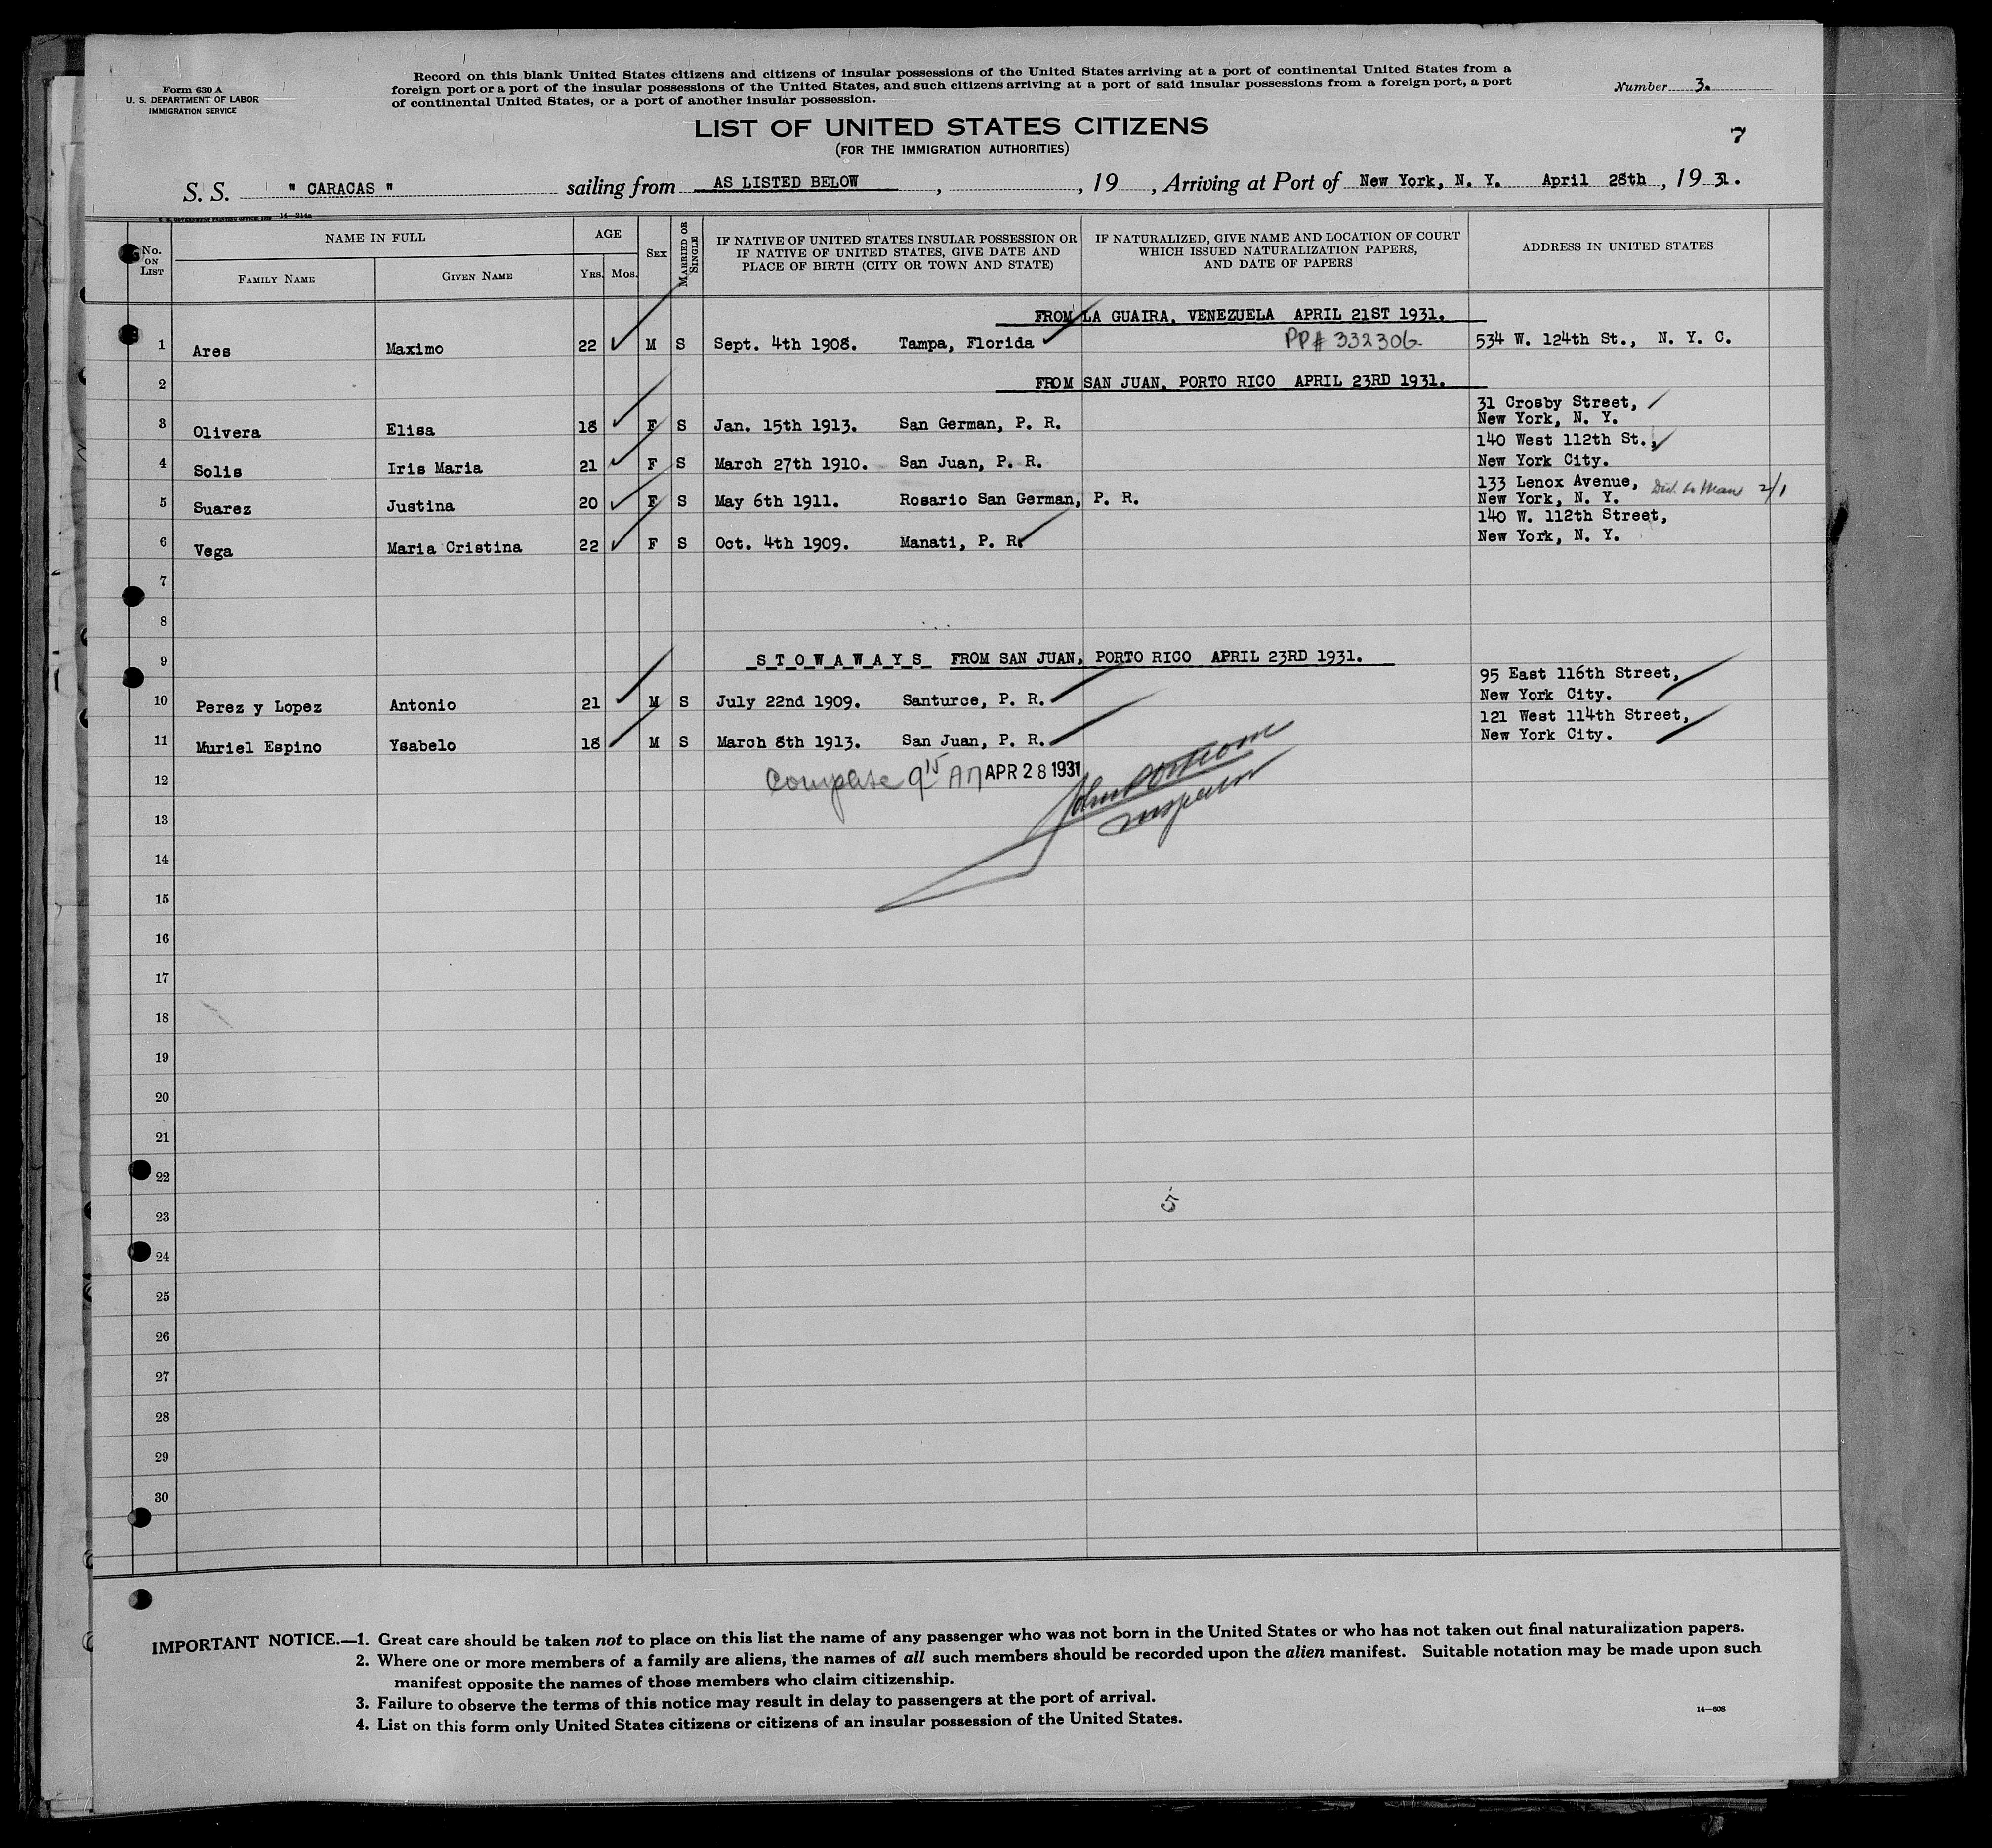 Form 630 A
U. S. DEPARTMENT OF LABOR
IMMIGRATION SERVICE
Record on this blank United States citizens and citizens of insular possessions of the United States arriving at a port of continental United States from a
foreign port or a port of the insular possessions of the United States, and such citizens arriving at a port of said insular possessions from a foreign port, a port
of continental United States, or a port of another insular possession.
Number 3.
7
LIST OF UNITED STATES CITIZENS
(FOR THE IMMIGRATION AUTHORITIES)
S. S. " CARACAS " sailing from AS LISTED BELOW , , 19 , Arriving at Port of New York, N. Y. April 28th , 19 31.
14—214a
No. ON LIST NAME IN FULL AGE SEX MARRIED OR SINGLE IF NATIVE OF UNITED STATES INSULAR POSSESSION OR IF NATIVE OF UNITED STATES, GIVE DATE AND PLACE OF BIRTH (CITY OR TOWN AND STATE) IF NATURALIZED, GIVE NAME AND LOCATION OF COURT WHICH ISSUED NATURALIZATION PAPERS, AND DATE OF PAPERS ADDRESS IN UNITED STATES
FAMILY NAME GIVEN NAME YRS. MOS.
FROM LA GUAIRA, VENEZUELA APRIL 21ST 1931.
1 Ares Maximo 22 M S Sept. 4th 1908. Tampa, Florida PP# 332306 534 W. 124th St., N. Y. C.
2 FROM SAN JUAN, PORTO RICO APRIL 23RD 1931.
31 Crosby Street,
3 Olivera Elisa 18 F S Jan. 15th 1913. San German, P. R. New York, N. Y.
140 West 112th St.,
4 Solis Iris Maria 21 F S March 27th 1910. San Juan, P. R. New York City.
133 Lenox Avenue,
5 Suarez Justina 20 F S May 6th 1911. Rosario San German, P. R. New York, N. Y. 2/1
140 W. 112th Street,
6 Vega Maria Cristina 22 F S Oct. 4th 1909. Manati, P. R. New York, N. Y.
7
8
9 STOWAWAYS FROM SAN JUAN, PORTO RICO APRIL 23RD 1931.
95 East 116th Street,
10 Perez y Lopez Antonio 21 M S July 22nd 1909. Santurce, P. R. New York City.
121 West 114th Street,
11 Muriel Espino Ysabelo 18 M S March 8th 1913. San Juan, P. R. New York City.
12 Complete 9 15 AM APR 28 1931 John
Inspector
13
14
15
16
17
18
19
20
21
22
23
5
24
25
26
27
28
29
30
IMPORTANT NOTICE.—1. Great care should be taken not to place on this list the name of any passenger who was not born in the United States or who has not taken out final naturalization papers.
2. Where one or more members of a family are aliens, the names of all such members should be recorded upon the alien manifest. Suitable notation may be made upon such
manifest opposite the names of those members who claim citizenship.
3. Failure to observe the terms of this notice may result in delay to passengers at the port of arrival.
4. List on this form only United States citizens or citizens of an insular possession of the United States.
14—608